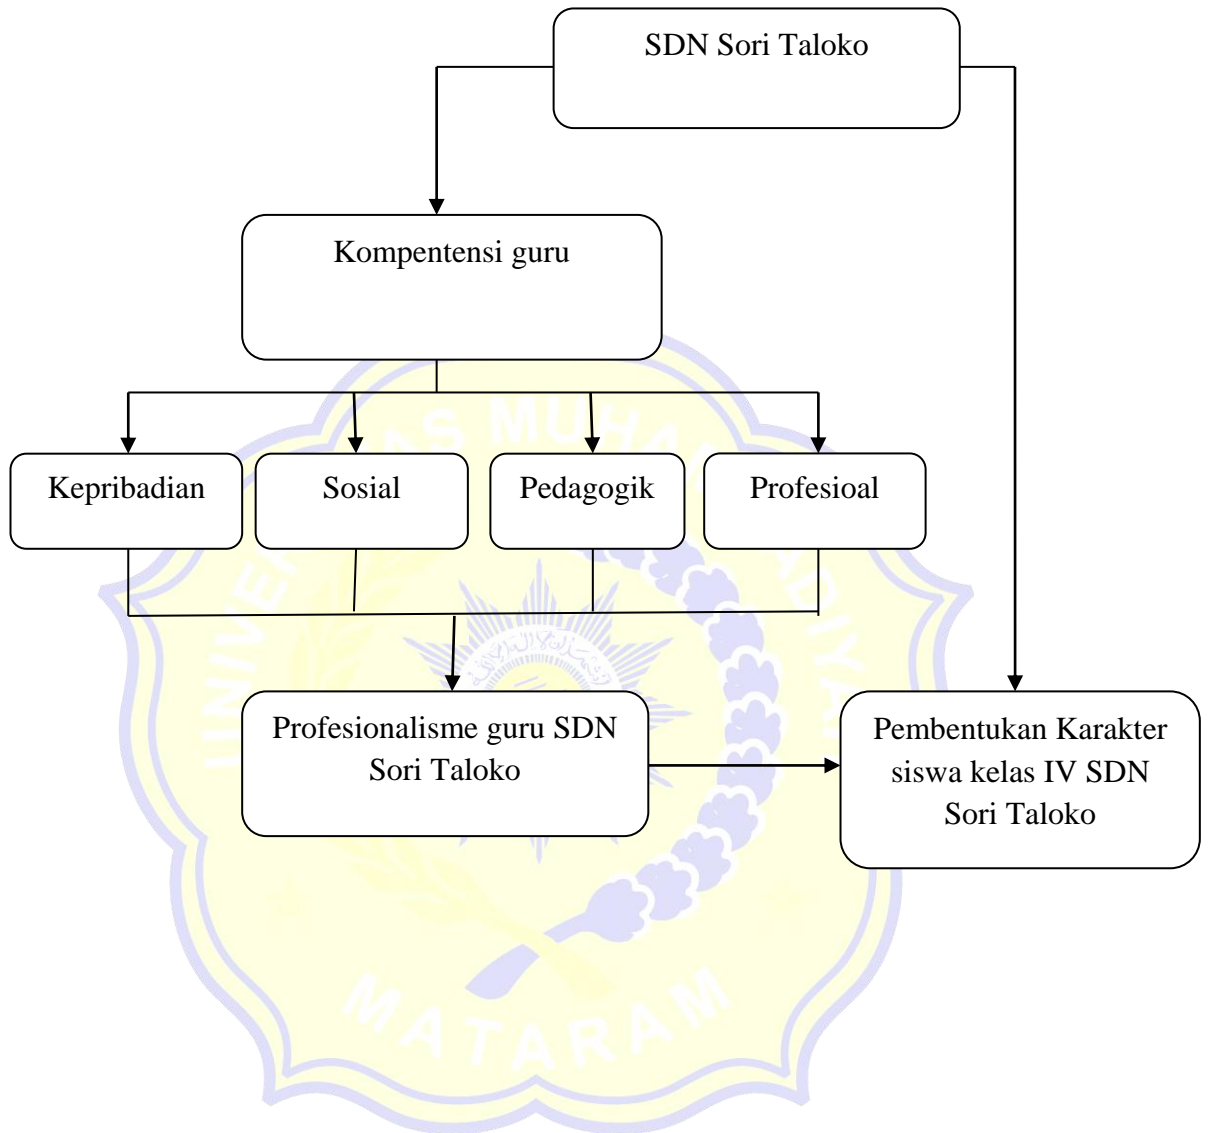 SDN Sori Taloko
Kompentensi guru
Kepribadian
Sosial
Pedagogik
Profesioal
Profesionalisme guru SDN
Sori Taloko
Pembentukan Karakter
siswa kelas IV SDN
Sori Taloko
MATARAM